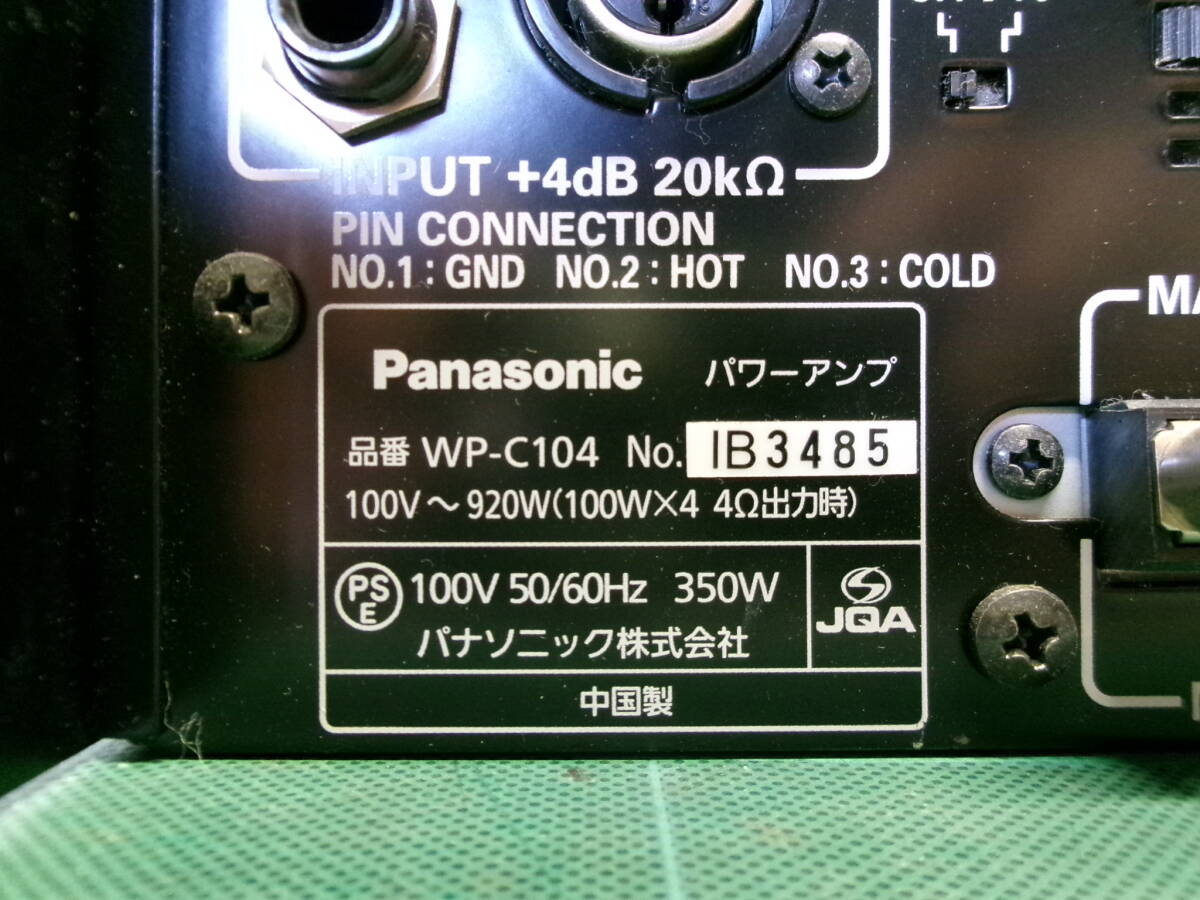 INPUT +4dB 20kΩ
PIN CONNECTION
NO.1 : GND NO.2 : HOT NO.3 : COLD
Panasonic パワーアンプ
品番 WP-C104 No. IB3485
100V～920W(100W×4 4Ω出力時)
PSE 100V 50/60Hz 350W
JQA
パナソニック株式会社
中国製